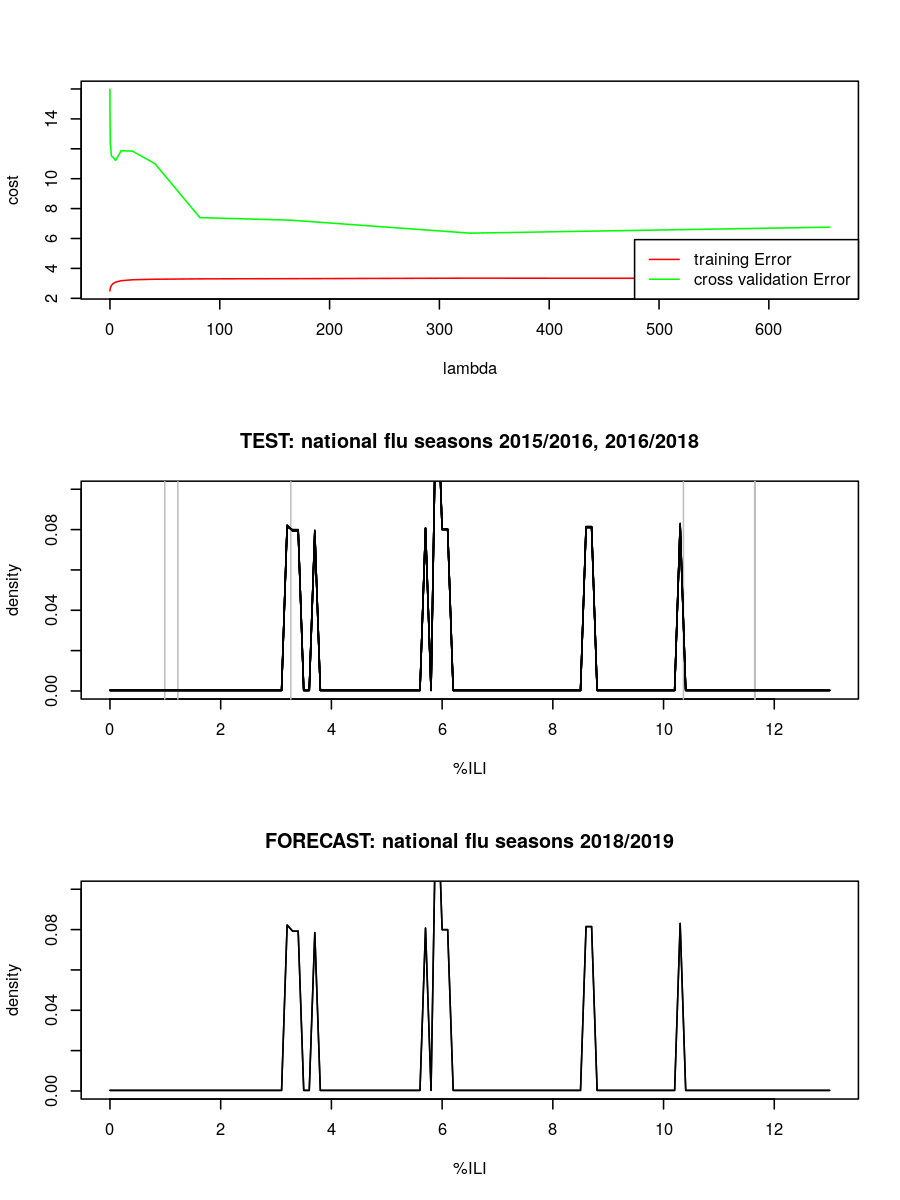 cost
2
4
6
8
10
14
training Error
cross validation Error
0 100 200 300 400 500 600
lambda
TEST: national flu seasons 2015/2016, 2016/2018
density
0.00
0.04
0.08
0 2 4 6 8 10 12
%ILI
FORECAST: national flu seasons 2018/2019
density
0.00
0.04
0.08
0 2 4 6 8 10 12
%ILI